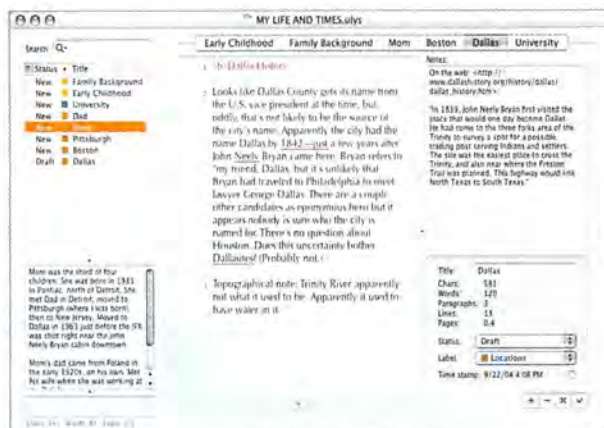 MY LIFE AND TIMES.ulys
Search
Early Childhood Family Background Mom Boston Dallas University
Status Title
New Family Background
New Early Childhood
New University
New Dad
New Pittsburgh
New Boston
Draft Dallas
Mom was the third of four
children. She was born in 1933
in Pontiac, north of Detroit. She
met Dad in Detroit, moved to
Pittsburgh (where I was born),
then to New Jersey. Moved to
Dallas in 1963 just before JFK
was shot right near the John
Neely Bryan cabin downtown.
Mom's dad came from Poland in
the early 1920s, on his own. Met
his wife when she was working at
Dallas History
Looks like Dallas County gets its name from
the U.S. vice president at the time, but,
oddly, that's not likely to be the source of
the city's name. Apparently the city had the
name Dallas by 1842—just a few years after
John Neely Bryan came here. Bryan refers to
"my friend, Dallas, but it's unlikely that
Bryan had traveled to Philadelphia to meet
lawyer George Dallas. There are a couple
other candidates as eponymous hero but it
appears nobody is sure who the city is
named for. There's no question about
Houston. Does this uncertainty bother
Dallasites? (Probably not.)
Topographical note: Trinity River apparently
not what it used to be. Apparently it used to
have water in it.
Notes:
On the web: <http://
www.dallashistory.org/history/dallas/
dallas_history.htm>:
"In 1839, John Neely Bryan first visited the
place that would one day become Dallas.
He had come to the three forks area of the
Trinity to survey a spot for a possible
trading post serving Indians and settlers.
The site was the easiest place to cross the
Trinity, and also near where the Preston
Trail was planned. This highway would link
North Texas to South Texas."
Title: Dallas
Chars: 591
Words: 120
Paragraphs: 3
Lines: 15
Pages: 0.4
Status: Draft
Label: Locations
Time stamp: 9/22/04 4:08 PM